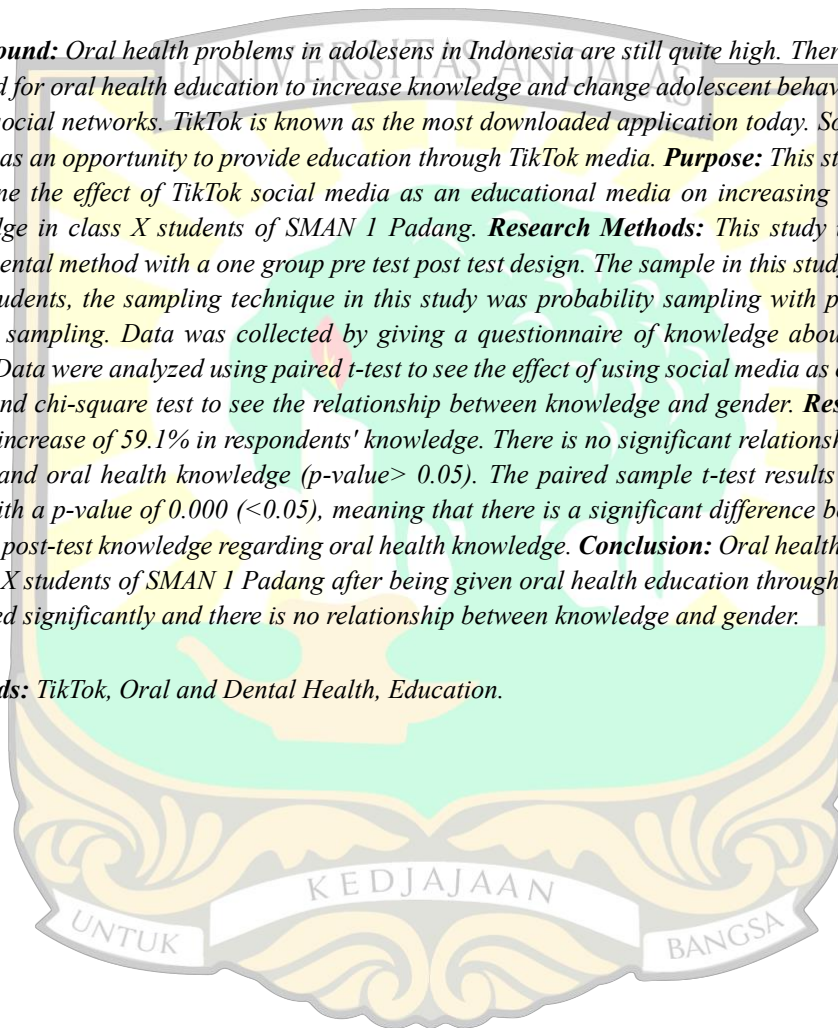 ound: Oral health problems in adolesens in Indonesia are still quite high. Ther
d for oral health education to increase knowledge and change adolescent behav
social networks. TikTok is known as the most downloaded application today. So
as an opportunity to provide education through TikTok media. Purpose: This st
ne the effect of TikTok social media as an educational media on increasing
dge in class X students of SMAN 1 Padang. Research Methods: This study
ental method with a one group pre test post test design. The sample in this study
udents, the sampling technique in this study was probability sampling with p
sampling. Data was collected by giving a questionnaire of knowledge abou
Data were analyzed using paired t-test to see the effect of using social media as
nd chi-square test to see the relationship between knowledge and gender. Res
increase of 59.1% in respondents' knowledge. There is no significant relationsh
and oral health knowledge (p-value> 0.05). The paired sample t-test results
ith a p-value of 0.000 (<0.05), meaning that there is a significant difference be
post-test knowledge regarding oral health knowledge. Conclusion: Oral health
X students of SMAN 1 Padang after being given oral health education through
ed significantly and there is no relationship between knowledge and gender.
ds: TikTok, Oral and Dental Health, Education.
UNIVERSITAS ANDALAS
KEDJAJAAN
UNTUK
BANGSA